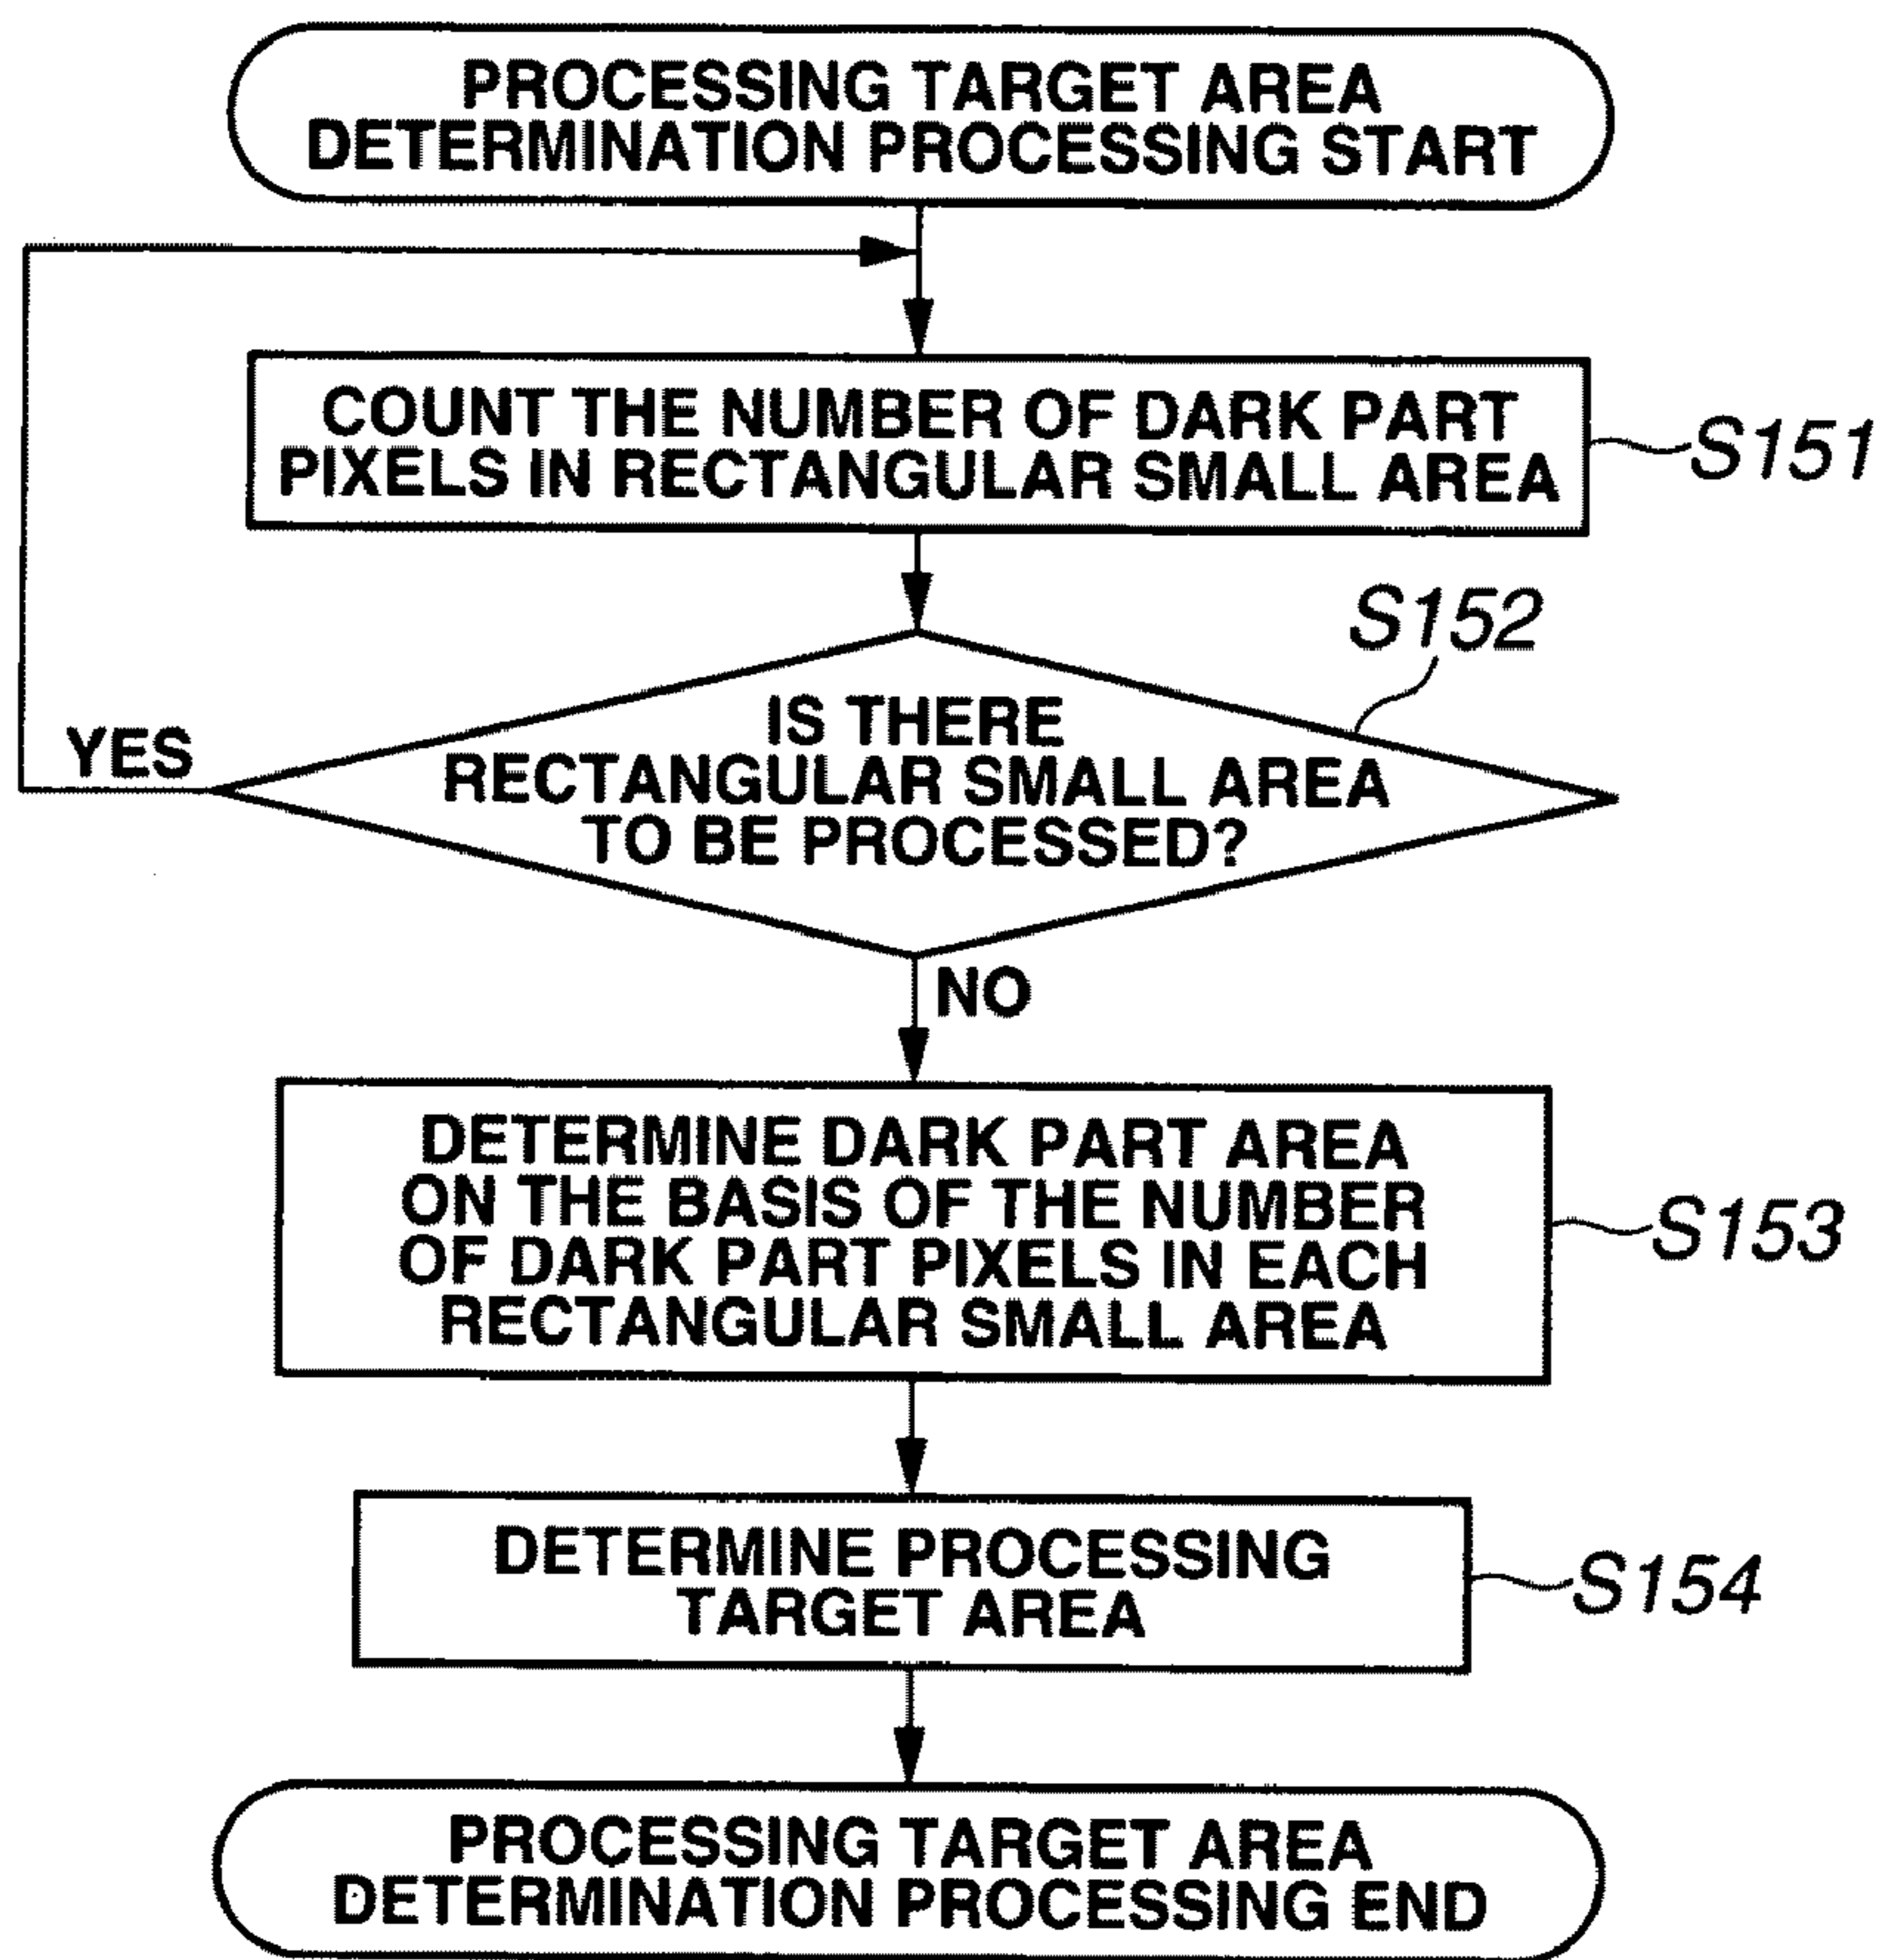 PROCESSING TARGET AREA
DETERMINATION PROCESSING START
COUNT THE NUMBER OF DARK PART
PIXELS IN RECTANGULAR SMALL AREA
S151
S152
IS THERE
RECTANGULAR SMALL AREA
TO BE PROCESSED?
YES
NO
DETERMINE DARK PART AREA
ON THE BASIS OF THE NUMBER
OF DARK PART PIXELS IN EACH
RECTANGULAR SMALL AREA
S153
DETERMINE PROCESSING
TARGET AREA
S154
PROCESSING TARGET AREA
DETERMINATION PROCESSING END